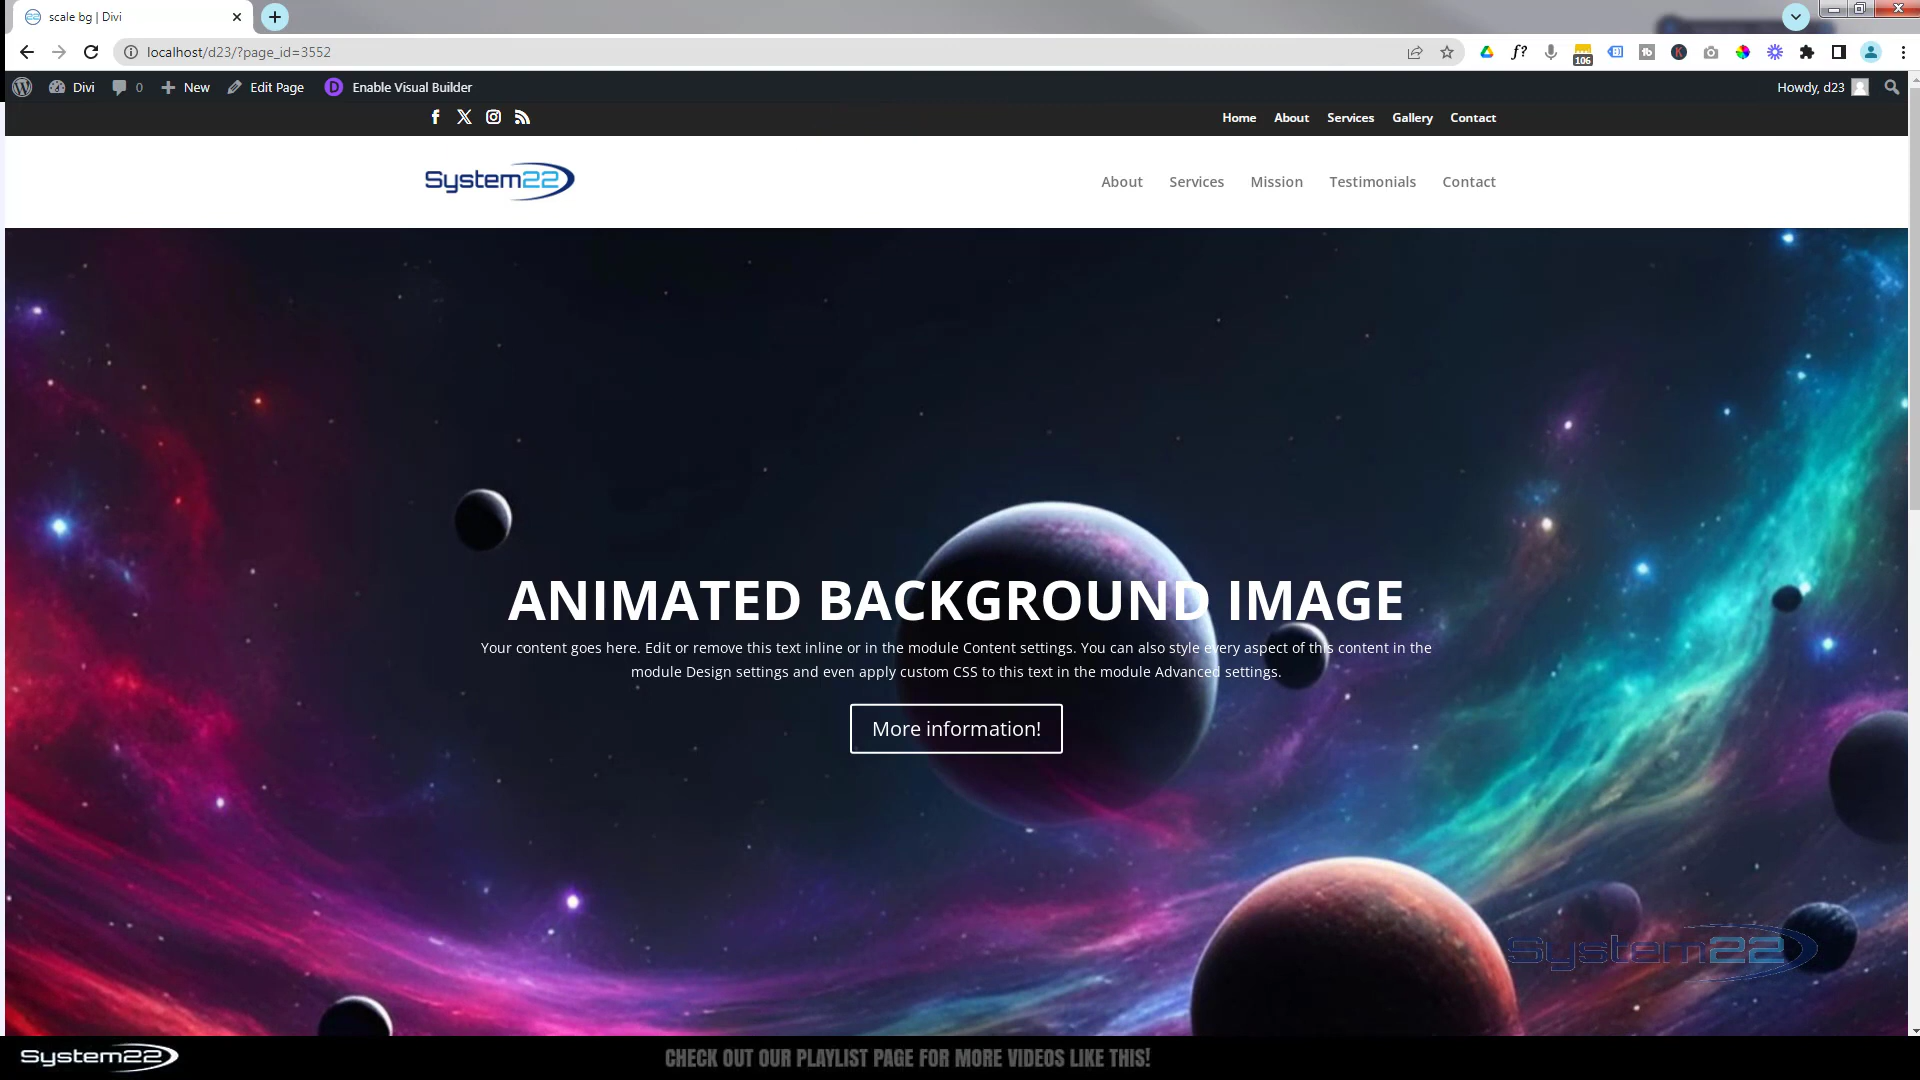 scale bg | Divi
localhost/d23/?page_id=3552
f?
106
Divi 0 New Edit Page Enable Visual Builder
Howdy, d23
Home About Services Gallery Contact
System22
About Services Mission Testimonials Contact
ANIMATED BACKGROUND IMAGE
Your content goes here. Edit or remove this text inline or in the module Content settings. You can also style every aspect of this content in the
module Design settings and even apply custom CSS to this text in the module Advanced settings.
More information!
System22
System22
CHECK OUT OUR PLAYLIST PAGE FOR MORE VIDEOS LIKE THIS!